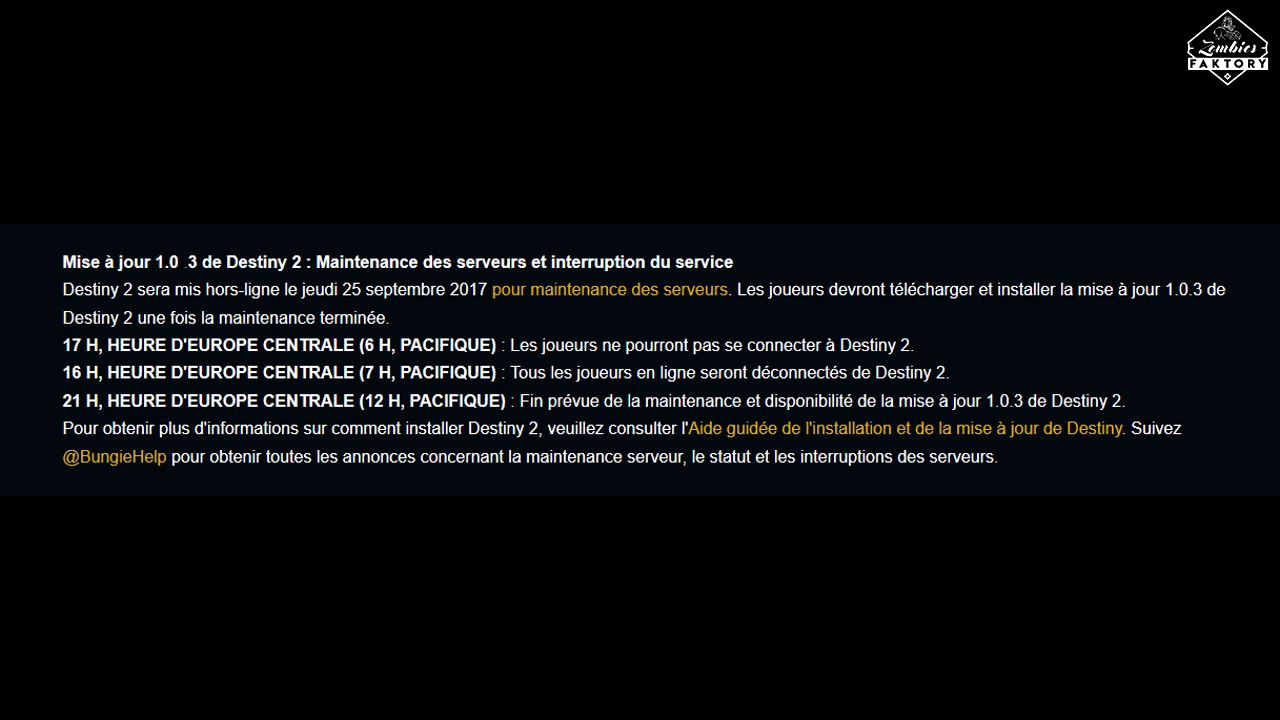 Zombies
FAKTORY
Mise à jour 1.0 .3 de Destiny 2 : Maintenance des serveurs et interruption du service
Destiny 2 sera mis hors-ligne le jeudi 25 septembre 2017 pour maintenance des serveurs. Les joueurs devront télécharger et installer la mise à jour 1.0.3 de
Destiny 2 une fois la maintenance terminée.
17 H, HEURE D'EUROPE CENTRALE (6 H, PACIFIQUE) : Les joueurs ne pourront pas se connecter à Destiny 2.
16 H, HEURE D'EUROPE CENTRALE (7 H, PACIFIQUE) : Tous les joueurs en ligne seront déconnectés de Destiny 2.
21 H, HEURE D'EUROPE CENTRALE (12 H, PACIFIQUE) : Fin prévue de la maintenance et disponibilité de la mise à jour 1.0.3 de Destiny 2.
Pour obtenir plus d'informations sur comment installer Destiny 2, veuillez consulter l'Aide guidée de l'installation et de la mise à jour de Destiny. Suivez
@BungieHelp pour obtenir toutes les annonces concernant la maintenance serveur, le statut et les interruptions des serveurs.